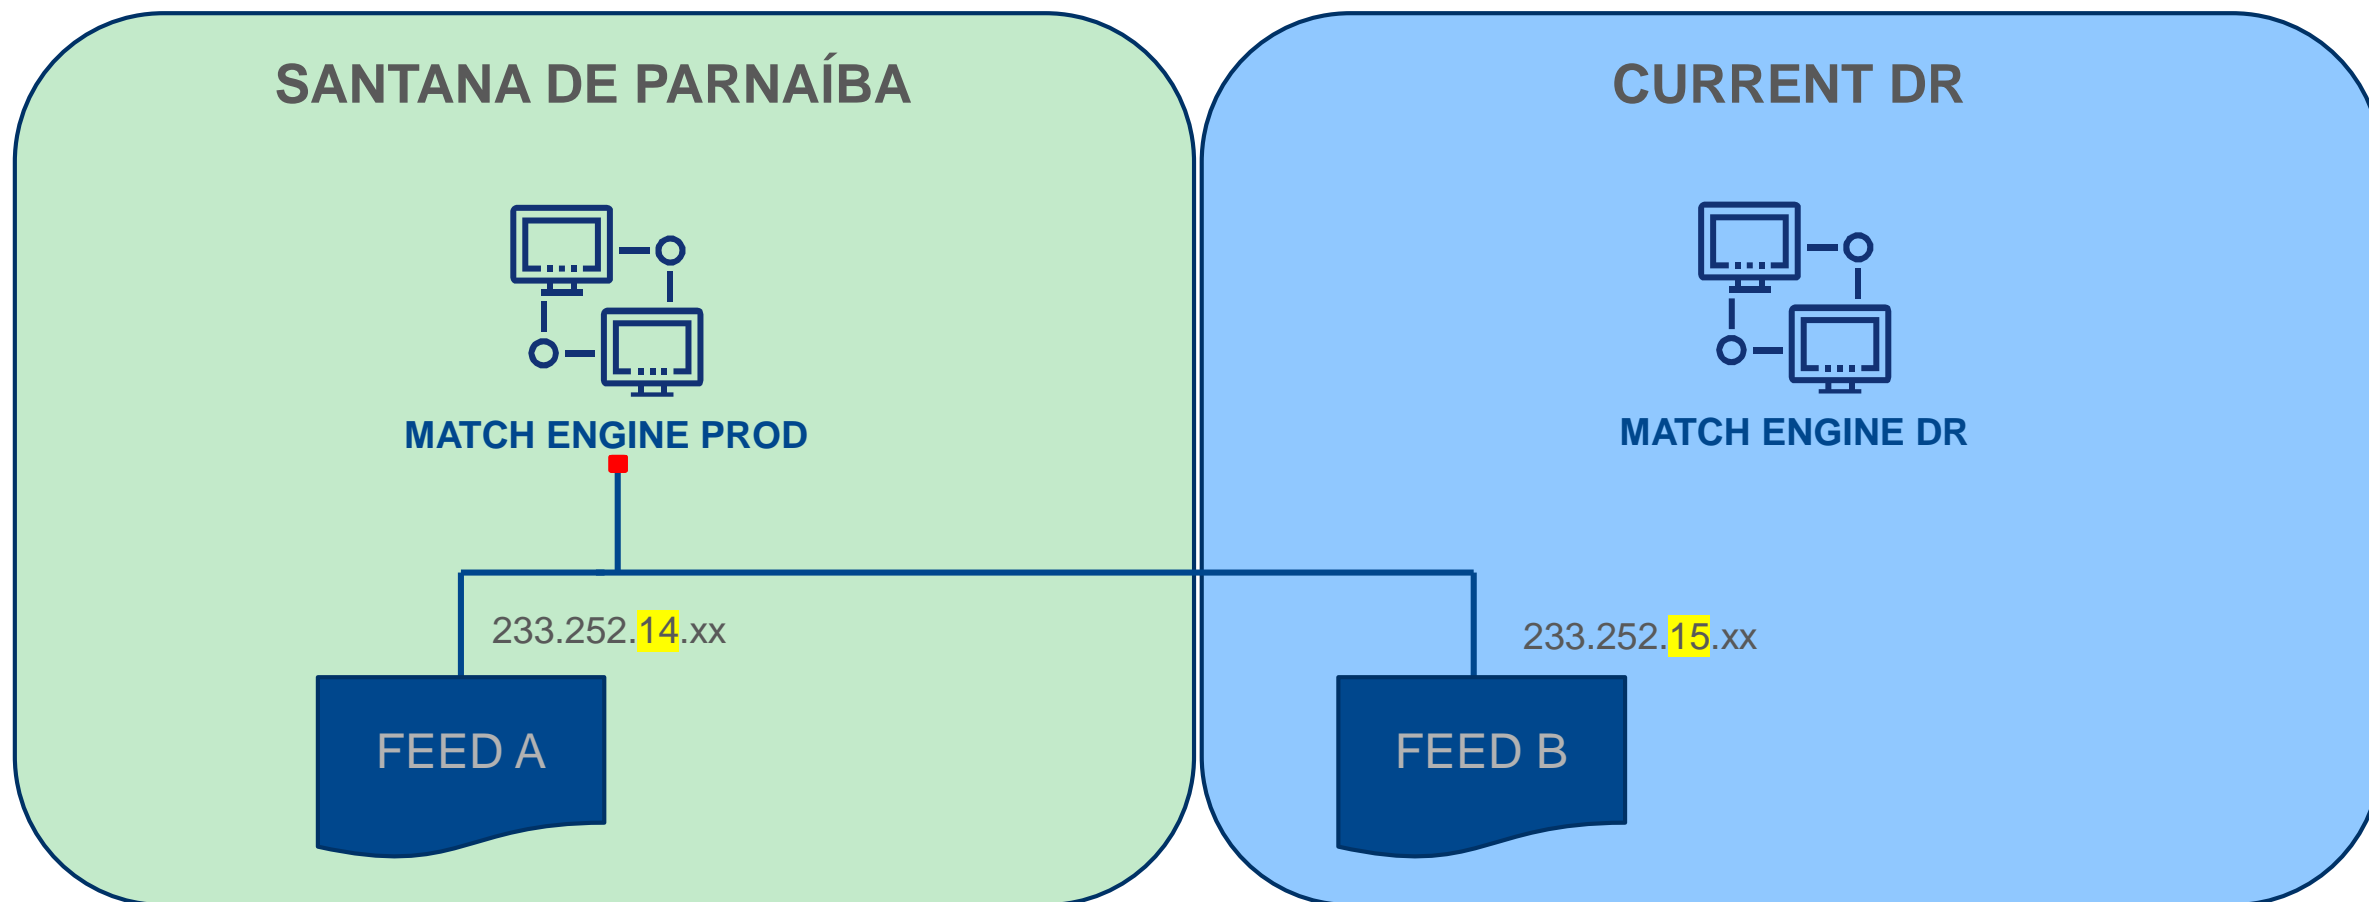 SANTANA DE PARNAÍBA
CURRENT DR
MATCH ENGINE PROD
MATCH ENGINE DR
233.252.14.xx
233.252.15.xx
FEED A
FEED B